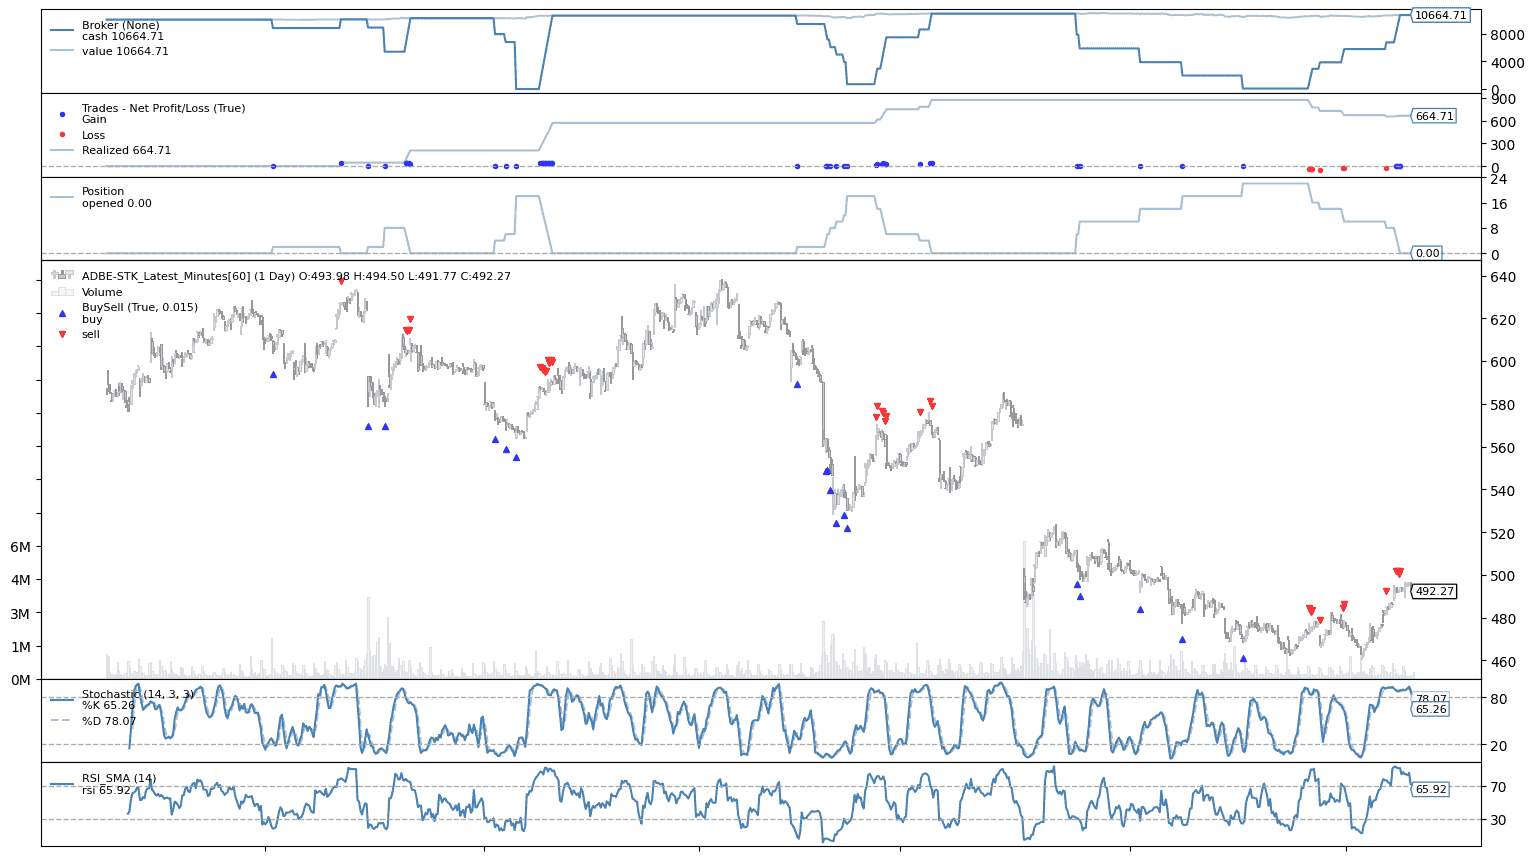 Broker (None)
cash 10664.71
value 10664.71
10664.71
8000
4000
0
Trades - Net Profit/Loss (True)
Gain
Loss
Realized 664.71
900
600
300
0
664.71
Position
opened 0.00
24
16
8
0
0.00
ADBE-STK_Latest_Minutes[60] (1 Day) O:493.98 H:494.50 L:491.77 C:492.27
Volume
BuySell (True, 0.015)
buy
sell
640
620
600
580
560
540
520
500
480
460
492.27
6M
4M
3M
1M
0M
Stochastic (14, 3, 3)
%K 65.26
%D 78.07
80
20
78.07
65.26
RSI_SMA (14)
rsi 65.92
70
30
65.92